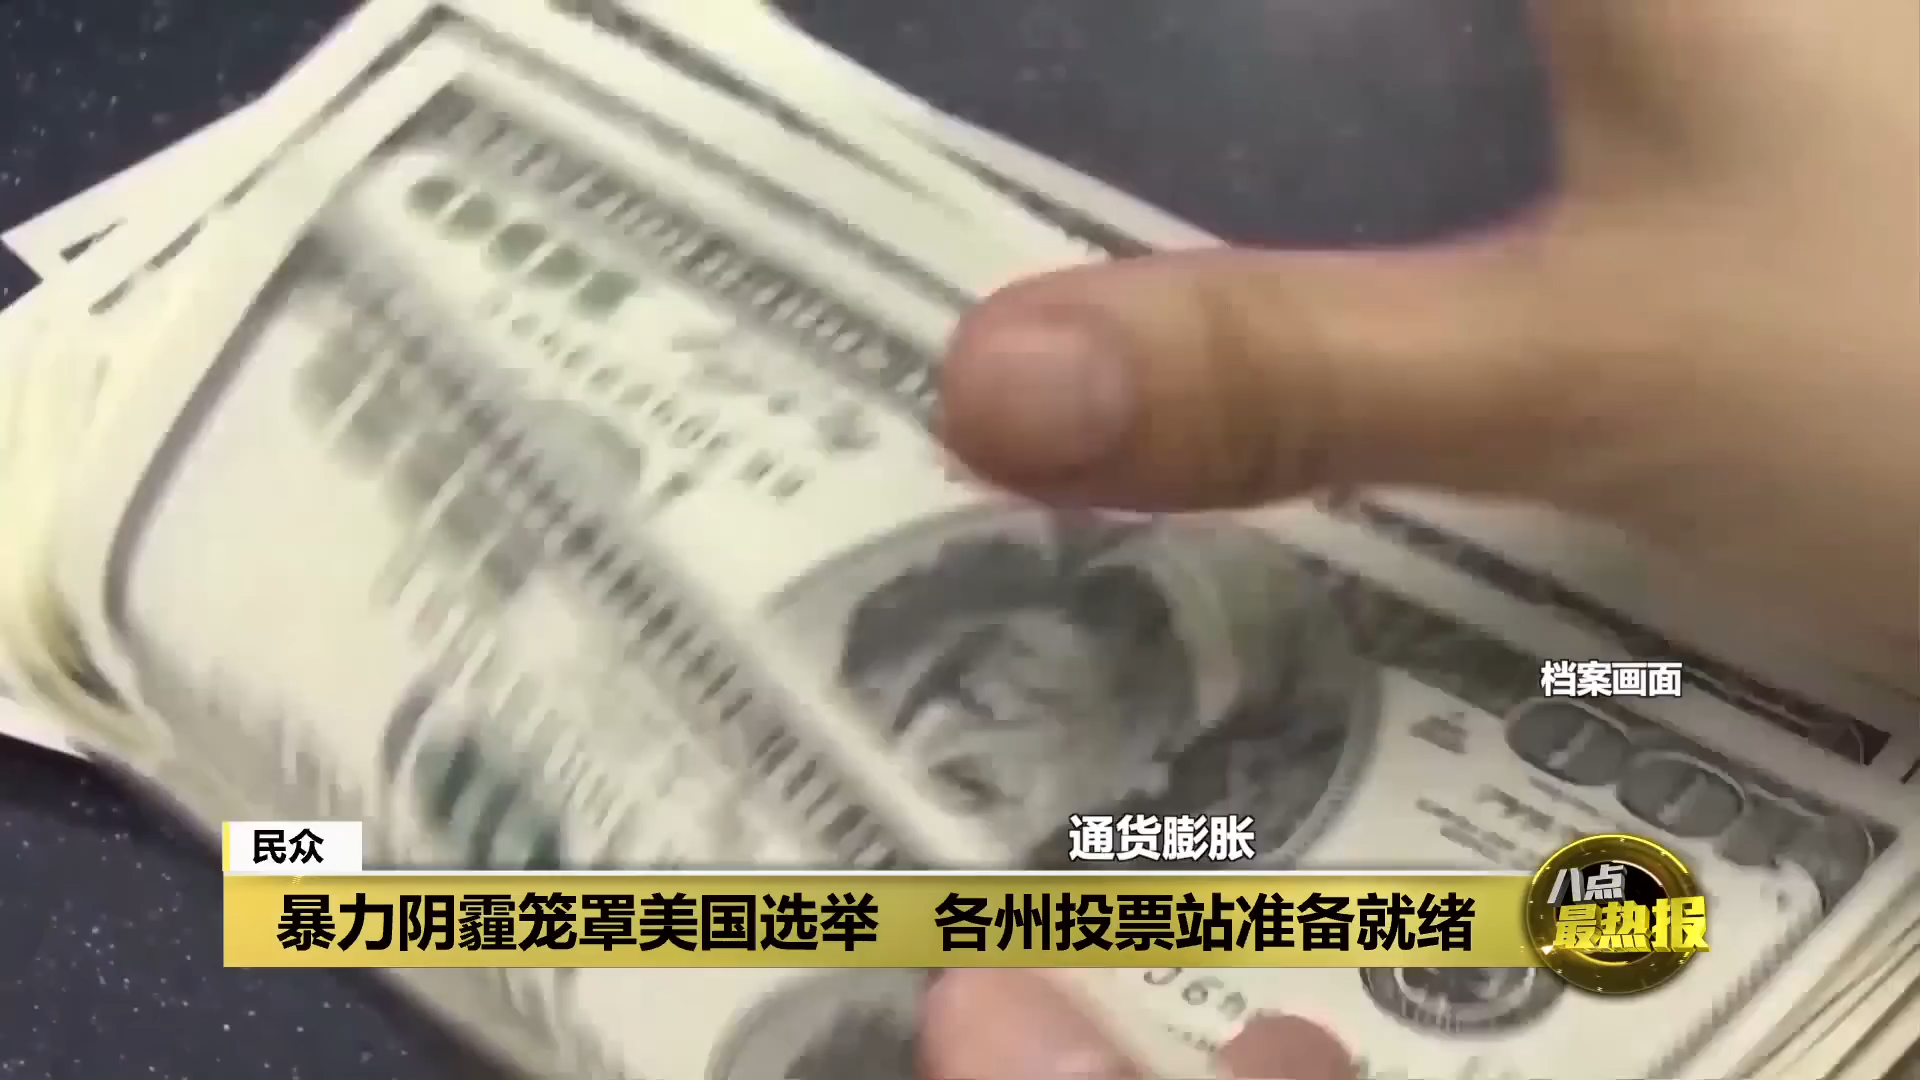 档案画面
通货膨胀
民众
暴力阴霾笼罩美国选举 各州投票站准备就绪
八点
最热报